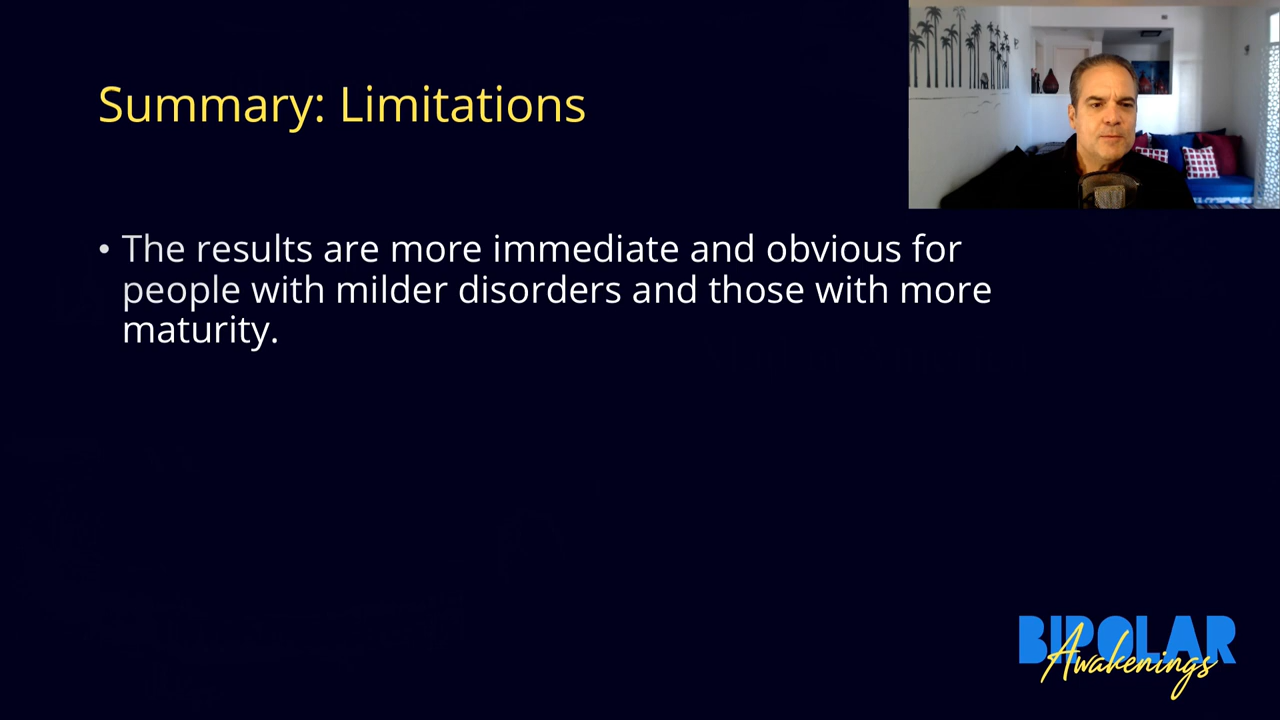 Summary: Limitations
• The results are more immediate and obvious for
people with milder disorders and those with more
maturity.
BIPOLAR
Awakenings